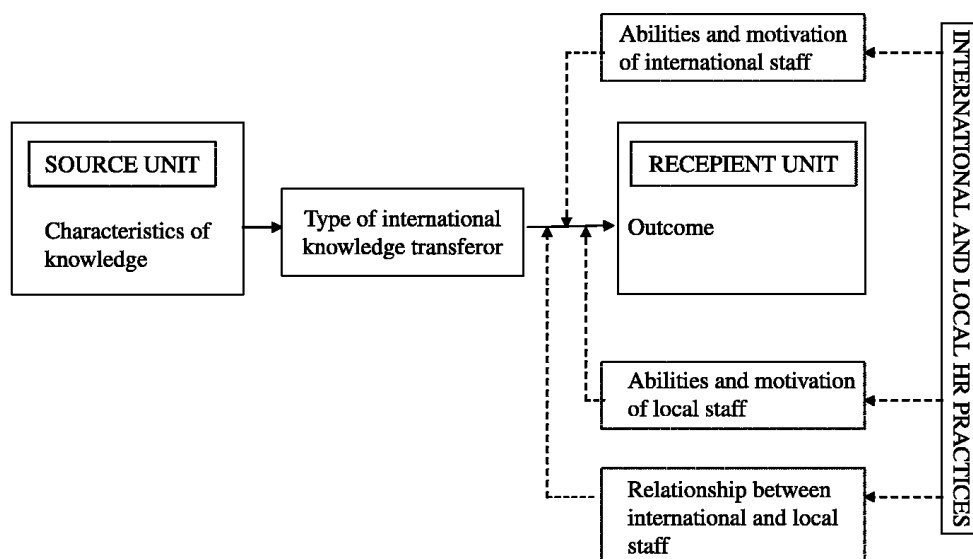 Abilities and motivation
of international staff
SOURCE UNIT
Characteristics of
knowledge
Type of international
knowledge transferor
RECEPIENT UNIT
Outcome
Abilities and motivation
of local staff
Relationship between
international and local
staff
INTERNATIONAL AND LOCAL HR PRACTICES